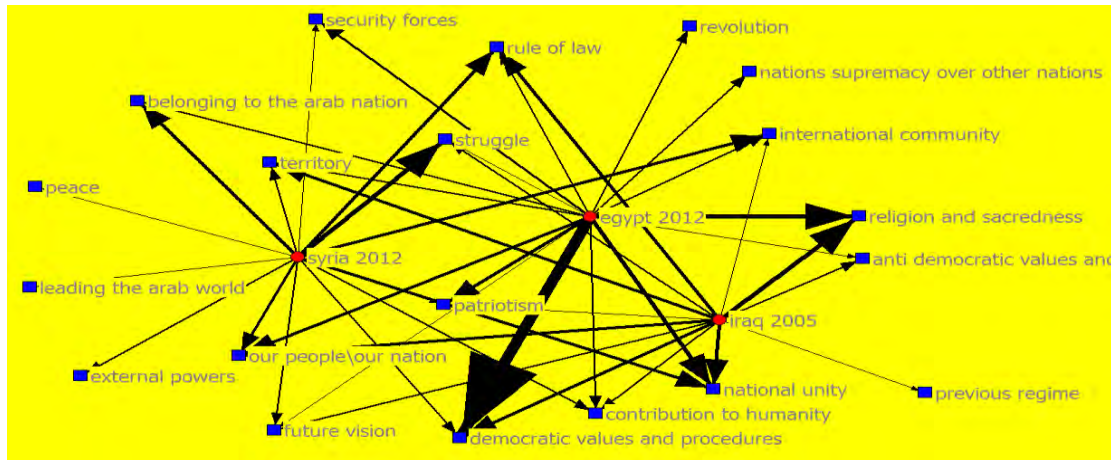 security forces
revolution
rule of law
nations supremacy over other nations
belonging to the arab nation
international community
struggle
territory
peace
egypt 2012
religion and sacredness
syria 2012
anti democratic values and
leading the arab world
patriotism
iraq 2005
our people\our nation
external powers
national unity
previous regime
contribution to humanity
future vision
democratic values and procedures